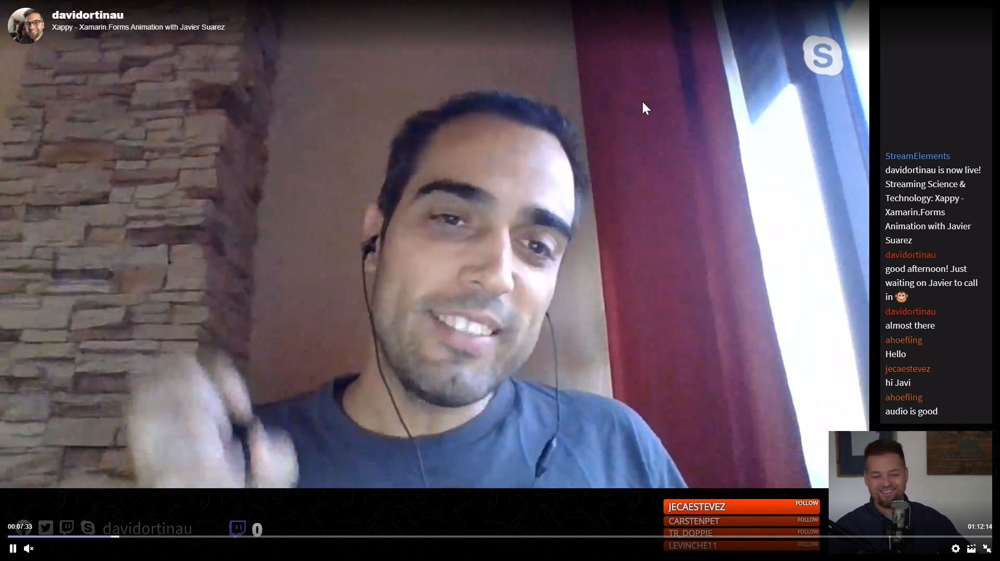 davidortinau
Xappy - Xamarin.Forms Animation with Javier Suarez
S
StreamElements
davidortinau is now live!
Streaming Science &
Technology: Xappy -
Xamarin.Forms
Animation with Javier
Suarez
davidortinau
good afternoon! Just
waiting on Javier to call
in 🐵
davidortinau
almost there
ahoefling
Hello
jecaestevez
hi Javi
ahoefling
audio is good
WOODS
JECAESTEVEZ FOLLOW
CARSTENPET FOLLOW
TR_DOPPIE FOLLOW
LEVINCHE11 FOLLOW
00:07:33
davidortinau
0
01:12:14